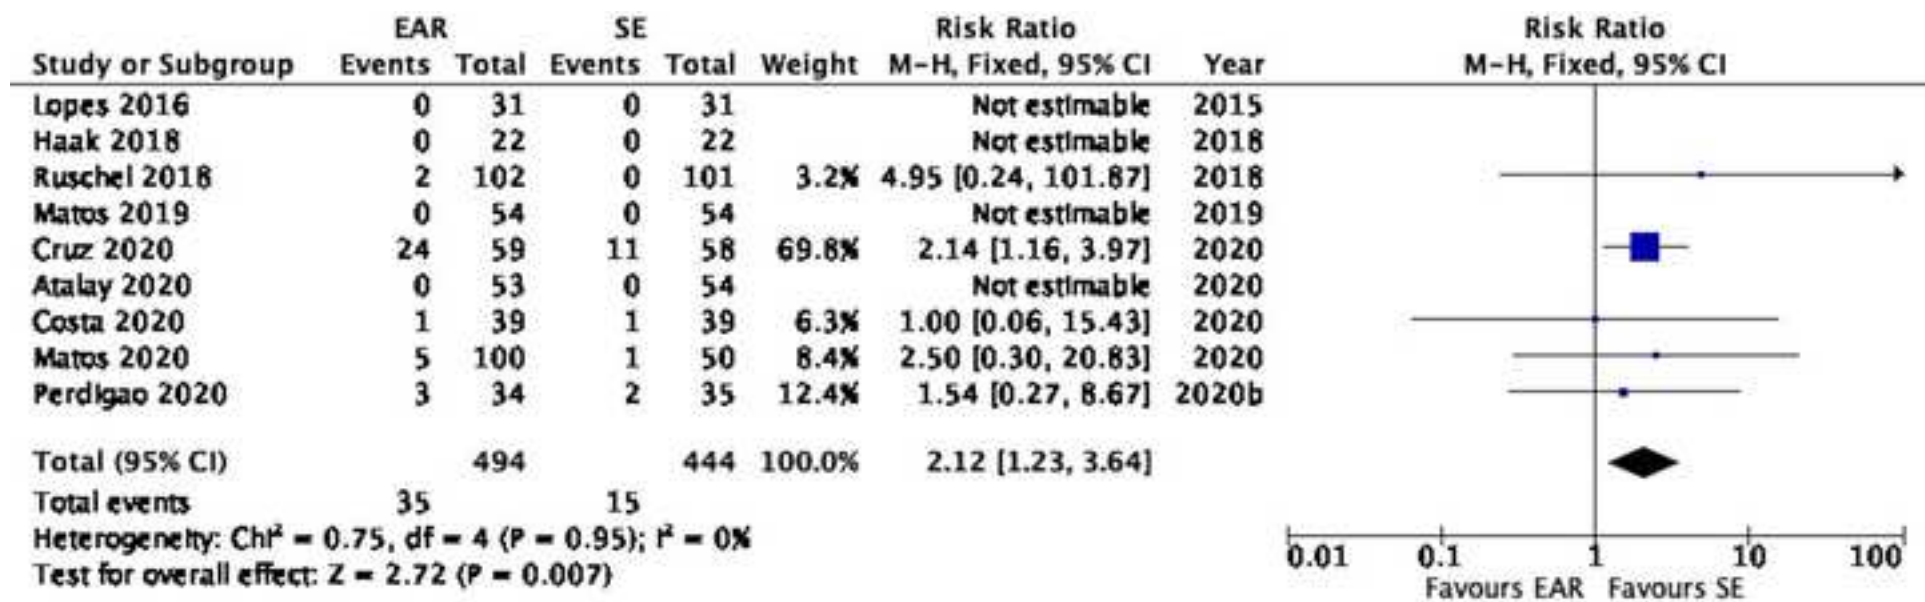 EAR SE Risk Ratio Risk Ratio
Study or Subgroup Events Total Events Total Weight M-H, Fixed, 95% CI Year M-H, Fixed, 95% CI
Lopes 2016 0 31 0 31 Not estimable 2015
Haak 2018 0 22 0 22 Not estimable 2018
Ruschel 2018 2 102 0 101 3.2% 4.95 [0.24, 101.87] 2018
Matos 2019 0 54 0 54 Not estimable 2019
Cruz 2020 24 59 11 58 69.8% 2.14 [1.16, 3.97] 2020
Atalay 2020 0 53 0 54 Not estimable 2020
Costa 2020 1 39 1 39 6.3% 1.00 [0.06, 15.43] 2020
Matos 2020 5 100 1 50 8.4% 2.50 [0.30, 20.83] 2020
Perdigao 2020 3 34 2 35 12.4% 1.54 [0.27, 8.67] 2020b
Total (95% CI) 494 444 100.0% 2.12 [1.23, 3.64]
Total events 35 15
Heterogeneity: Chi² = 0.75, df = 4 (P = 0.95); I² = 0%
Test for overall effect: Z = 2.72 (P = 0.007)
0.01 0.1 1 10 100
Favours EAR Favours SE